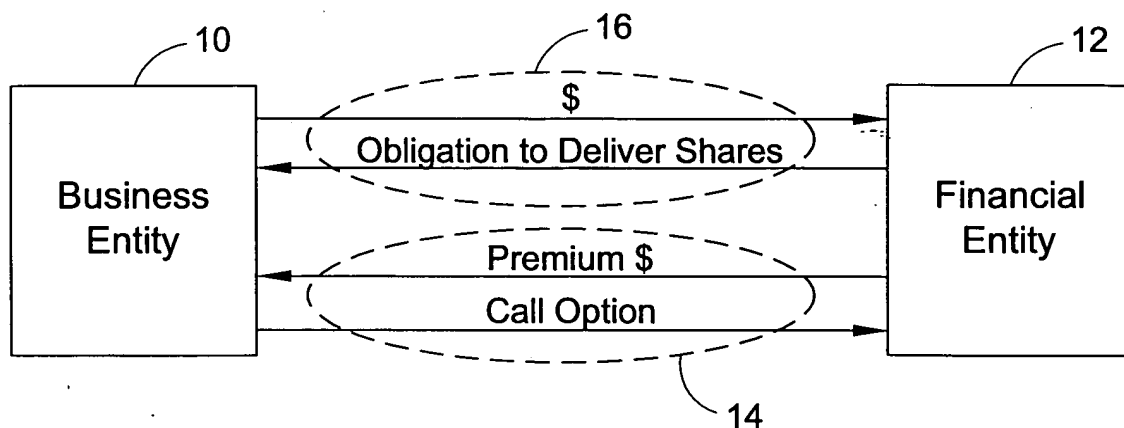 10
16
12
$
Obligation to Deliver Shares
Business
Entity
Financial
Entity
Premium $
Call Option
14